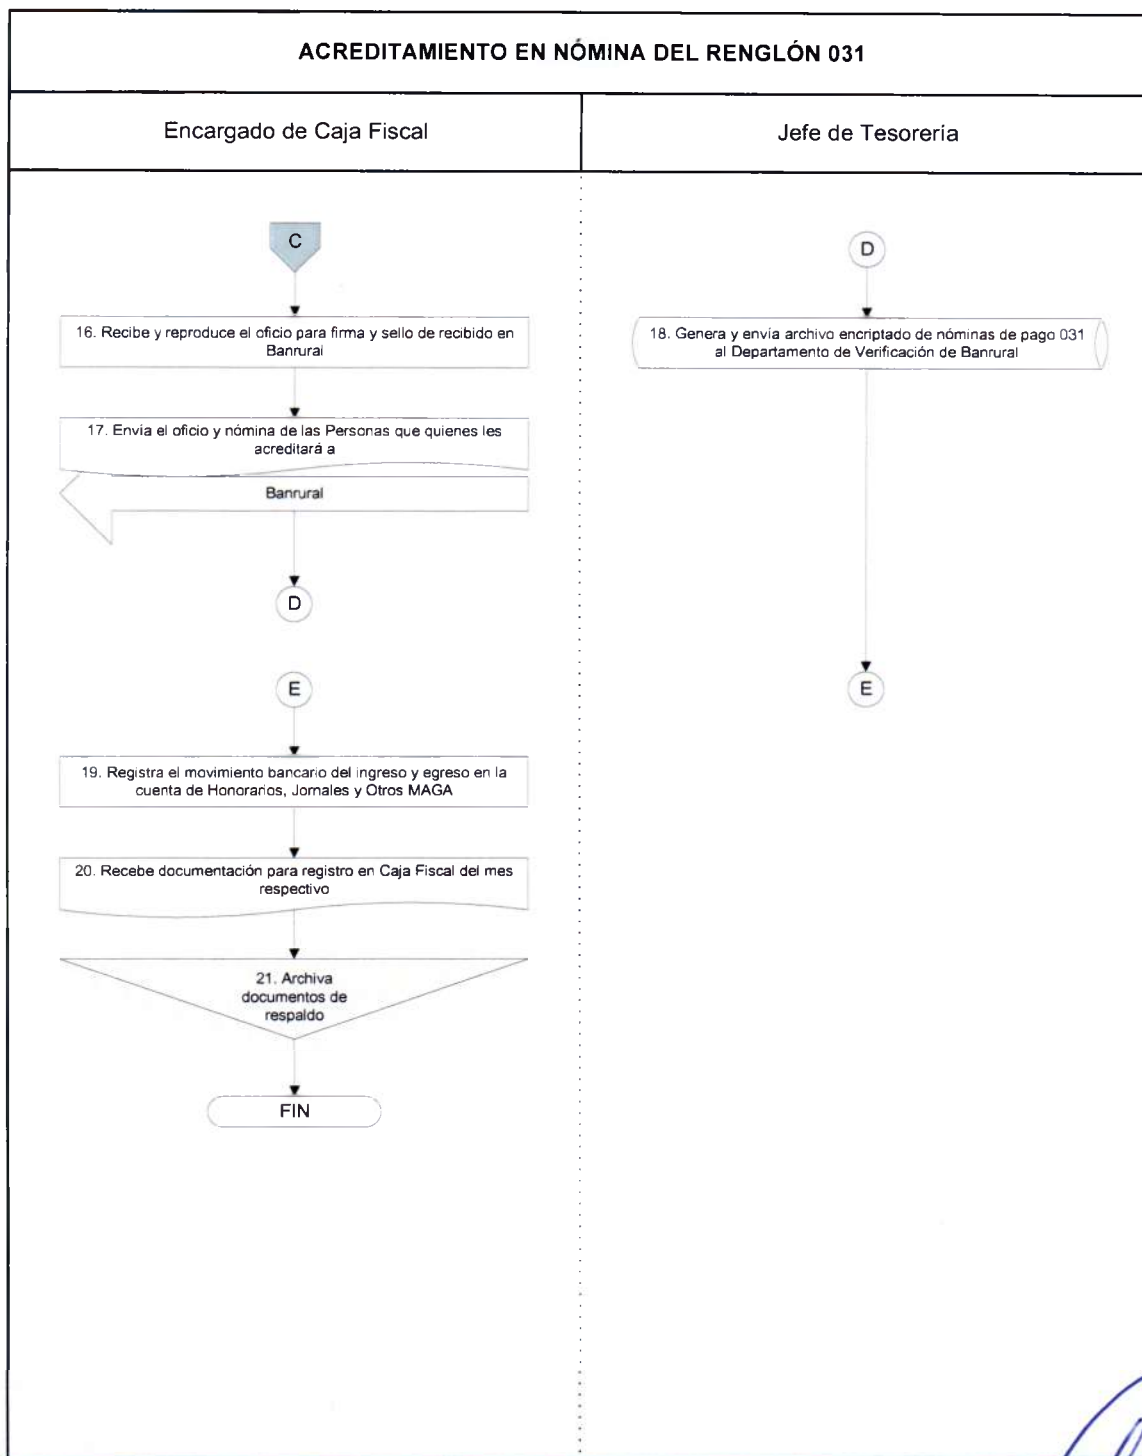 ACREDITAMIENTO EN NÓMINA DEL RENGLÓN 031
Encargado de Caja Fiscal
Jefe de Tesorería
C
16. Recibe y reproduce el oficio para firma y sello de recibido en
Banrural
17. Envía el oficio y nómina de las Personas que quienes les
acreditará a
Banrural
D
E
19. Registra el movimiento bancario del ingreso y egreso en la
cuenta de Honorarios, Jornales y Otros MAGA
20. Recebe documentación para registro en Caja Fiscal del mes
respectivo
21. Archiva
documentos de
respaldo
FIN
D
18. Genera y envía archivo encriptado de nóminas de pago 031
al Departamento de Verificación de Banrural
E